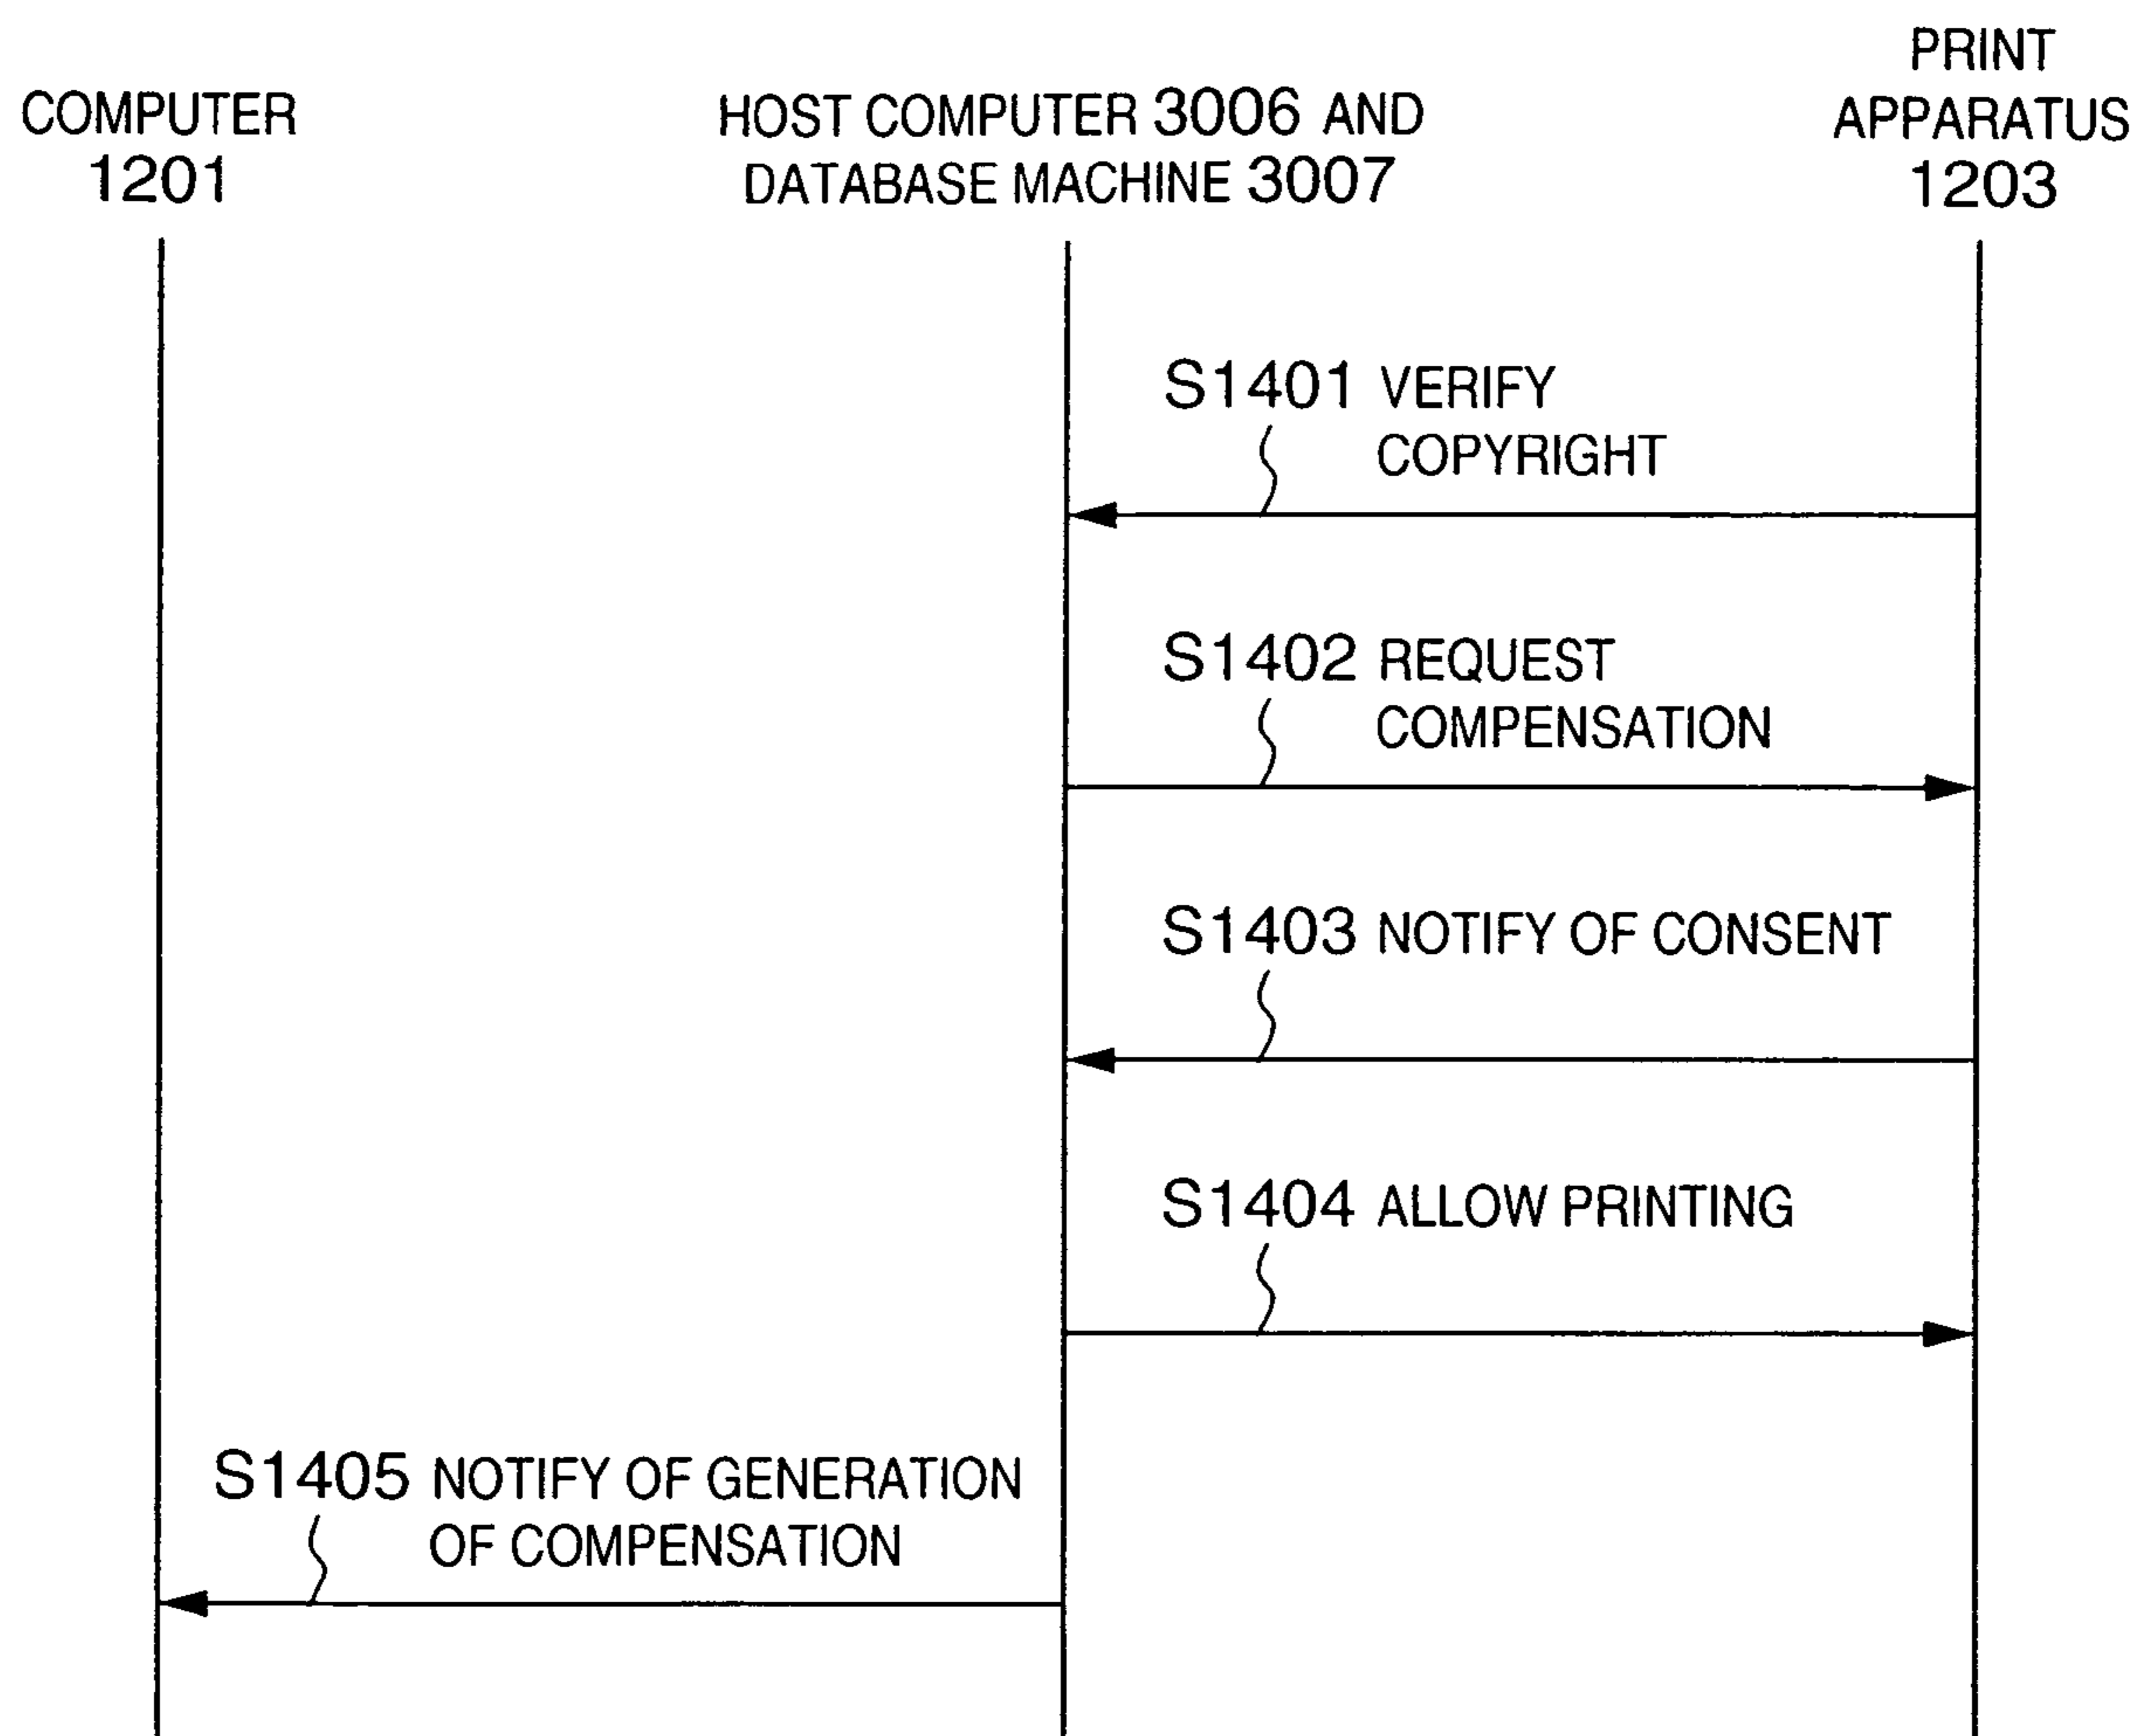 COMPUTER
1201
HOST COMPUTER 3006 AND
DATABASE MACHINE 3007
PRINT
APPARATUS
1203
S1401 VERIFY
COPYRIGHT
S1402 REQUEST
COMPENSATION
S1403 NOTIFY OF CONSENT
S1404 ALLOW PRINTING
S1405 NOTIFY OF GENERATION
OF COMPENSATION